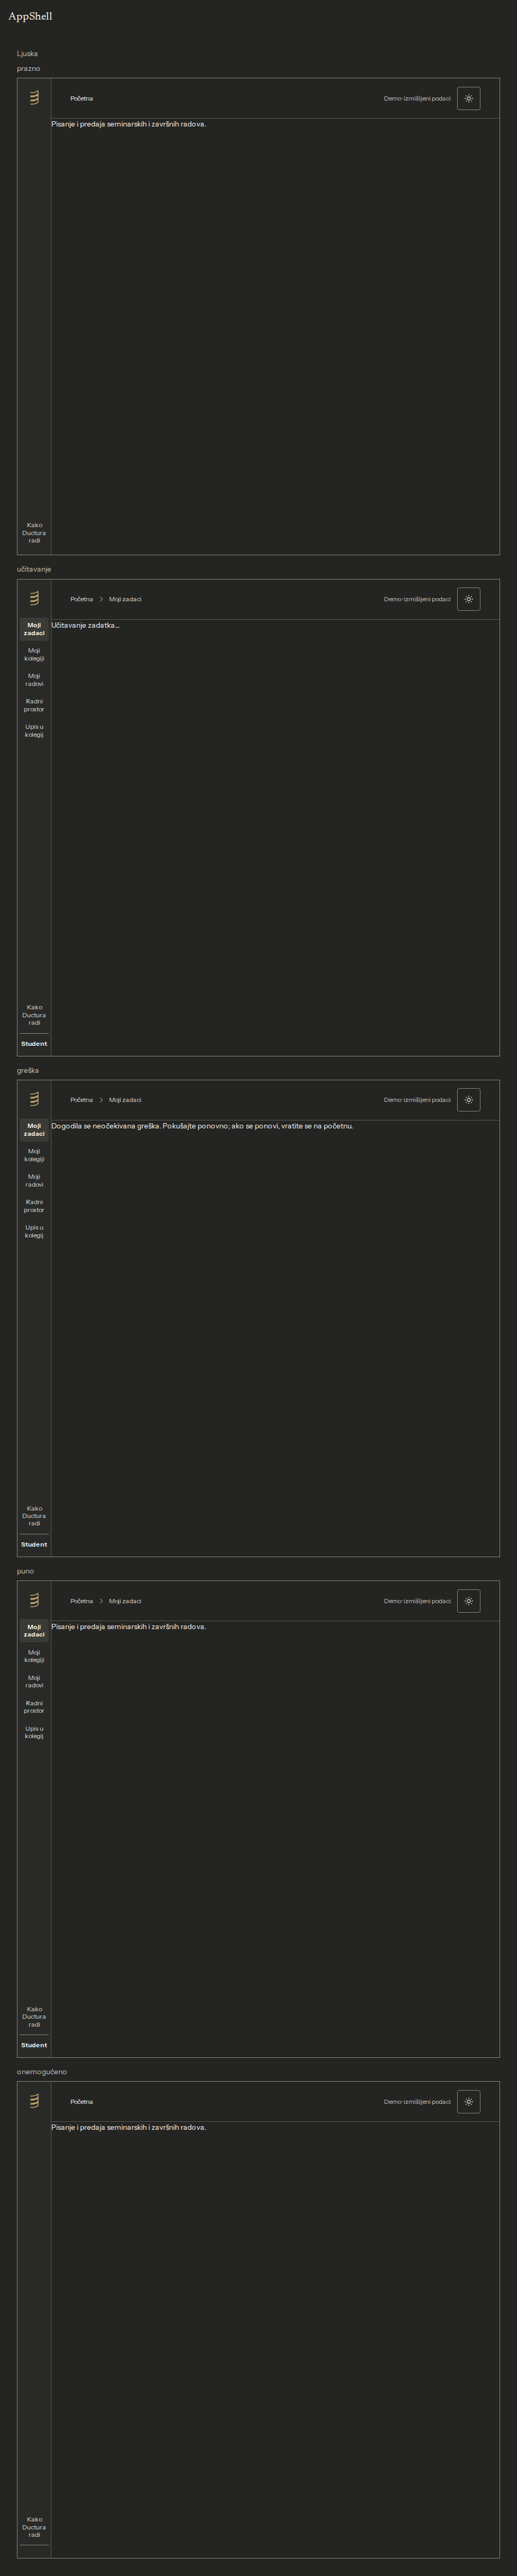 AppShell
Ljuska
prazno
Početna
Demo · izmišljeni podaci
Pisanje i predaja seminarskih i završnih radova.
Kako
Ductura
radi
učitavanje
Početna > Moji zadaci
Demo · izmišljeni podaci
Moji
zadaci
Učitavanje zadatka…
Moji
kolegiji
Moji
radovi
Radni
prostor
Upis u
kolegij
Kako
Ductura
radi
Student
greška
Početna > Moji zadaci
Demo · izmišljeni podaci
Moji
zadaci
Dogodila se neočekivana greška. Pokušajte ponovno; ako se ponovi, vratite se na početnu.
Moji
kolegiji
Moji
radovi
Radni
prostor
Upis u
kolegij
Kako
Ductura
radi
Student
puno
Početna > Moji zadaci
Demo · izmišljeni podaci
Moji
zadaci
Pisanje i predaja seminarskih i završnih radova.
Moji
kolegiji
Moji
radovi
Radni
prostor
Upis u
kolegij
Kako
Ductura
radi
Student
onemogućeno
Početna
Demo · izmišljeni podaci
Pisanje i predaja seminarskih i završnih radova.
Kako
Ductura
radi